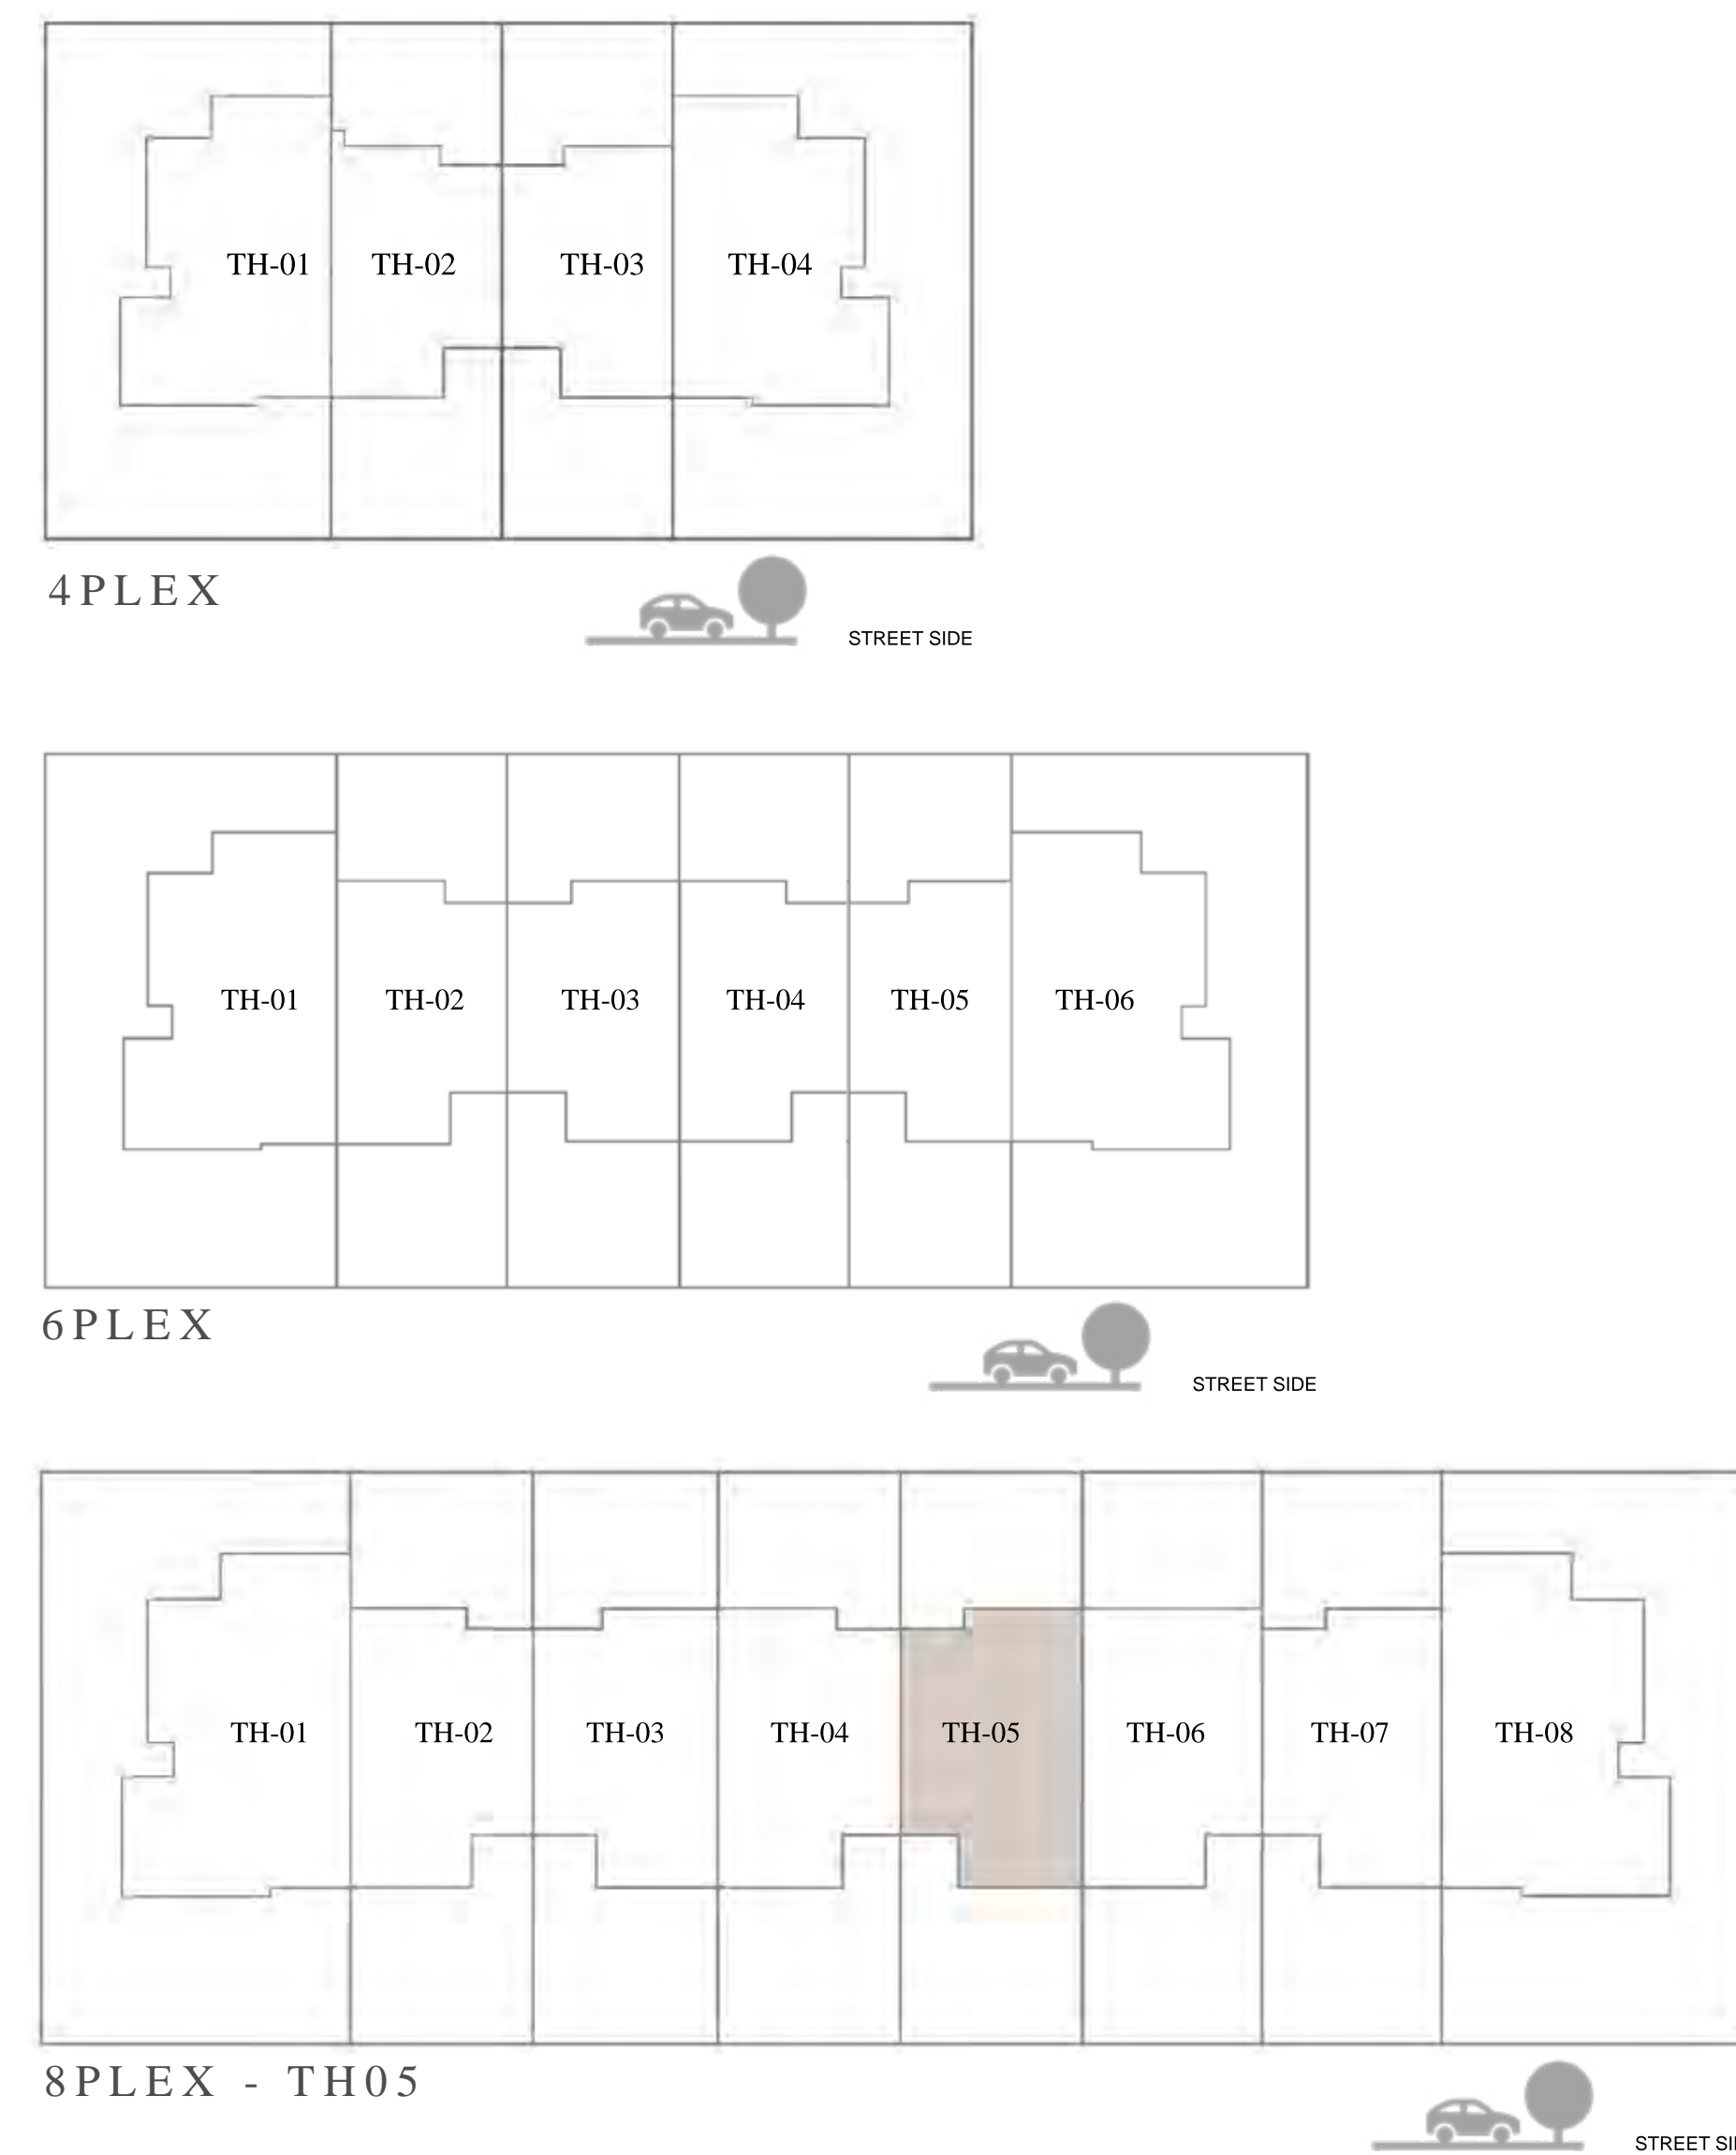 TH-01 TH-02 TH-03 TH-04
4PLEX
STREET SIDE
TH-01 TH-02 TH-03 TH-04 TH-05 TH-06
6PLEX
STREET SIDE
TH-01 TH-02 TH-03 TH-04 TH-05 TH-06 TH-07 TH-08
8PLEX - TH05
STREET